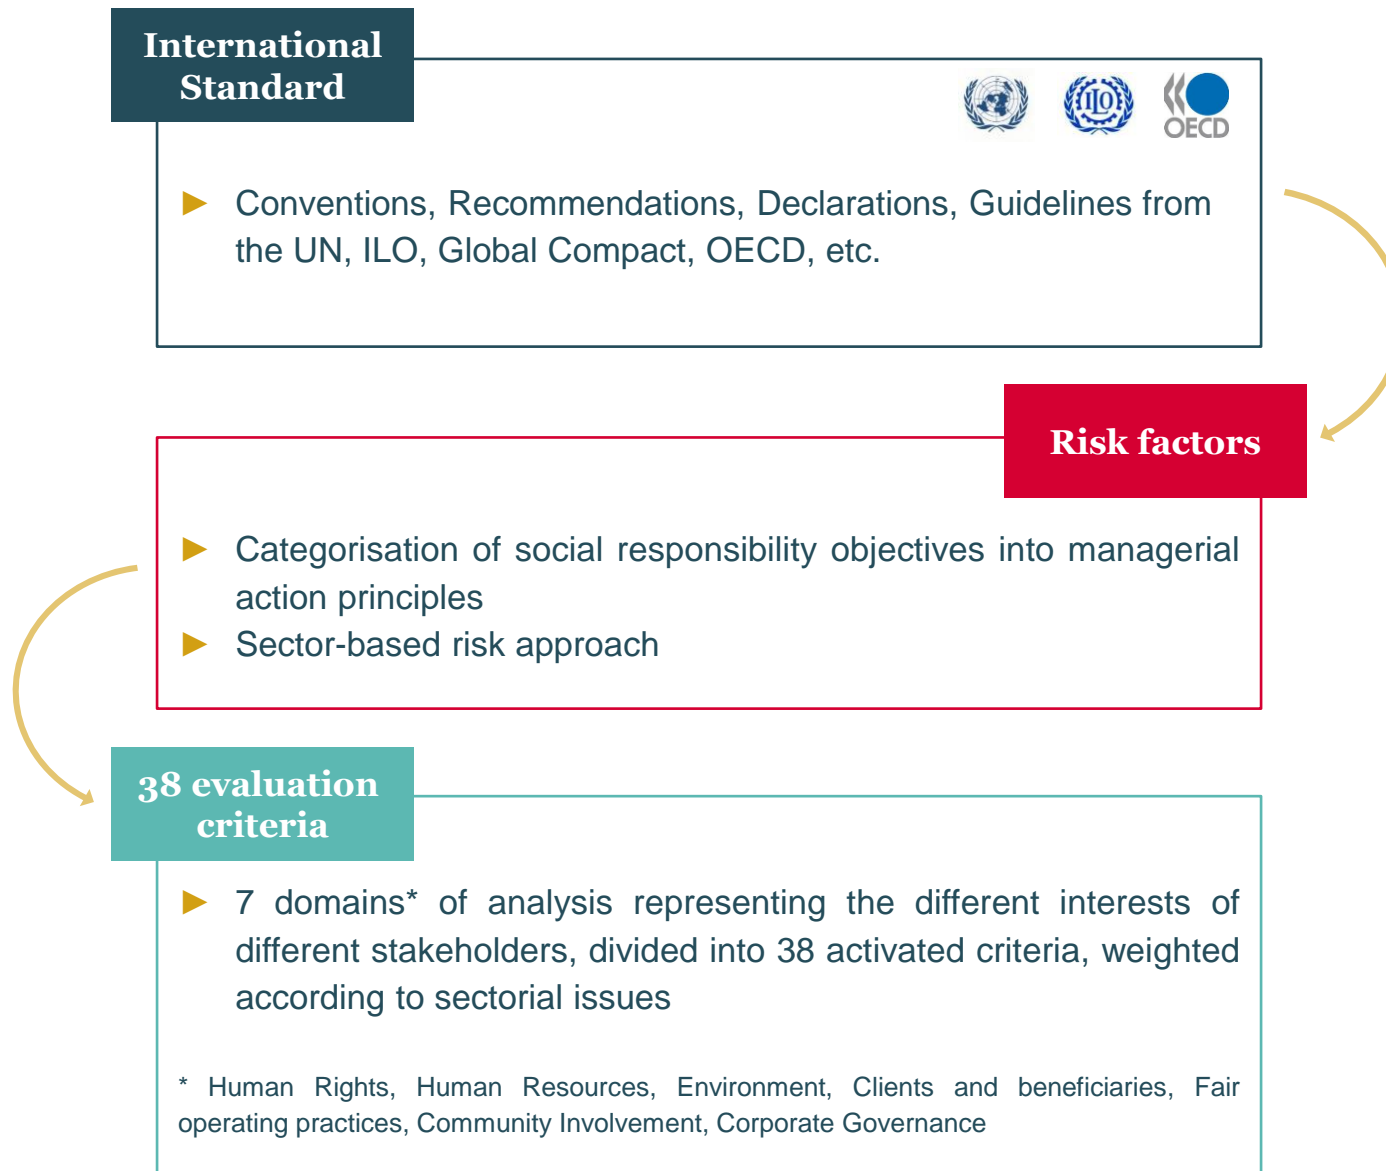 International
Standard
ILO
OECD
► Conventions, Recommendations, Declarations, Guidelines from
the UN, ILO, Global Compact, OECD, etc.
Risk factors
► Categorisation of social responsibility objectives into managerial
action principles
► Sector-based risk approach
38 evaluation
criteria
► 7 domains* of analysis representing the different interests of
different stakeholders, divided into 38 activated criteria, weighted
according to sectorial issues
* Human Rights, Human Resources, Environment, Clients and beneficiaries, Fair
operating practices, Community Involvement, Corporate Governance